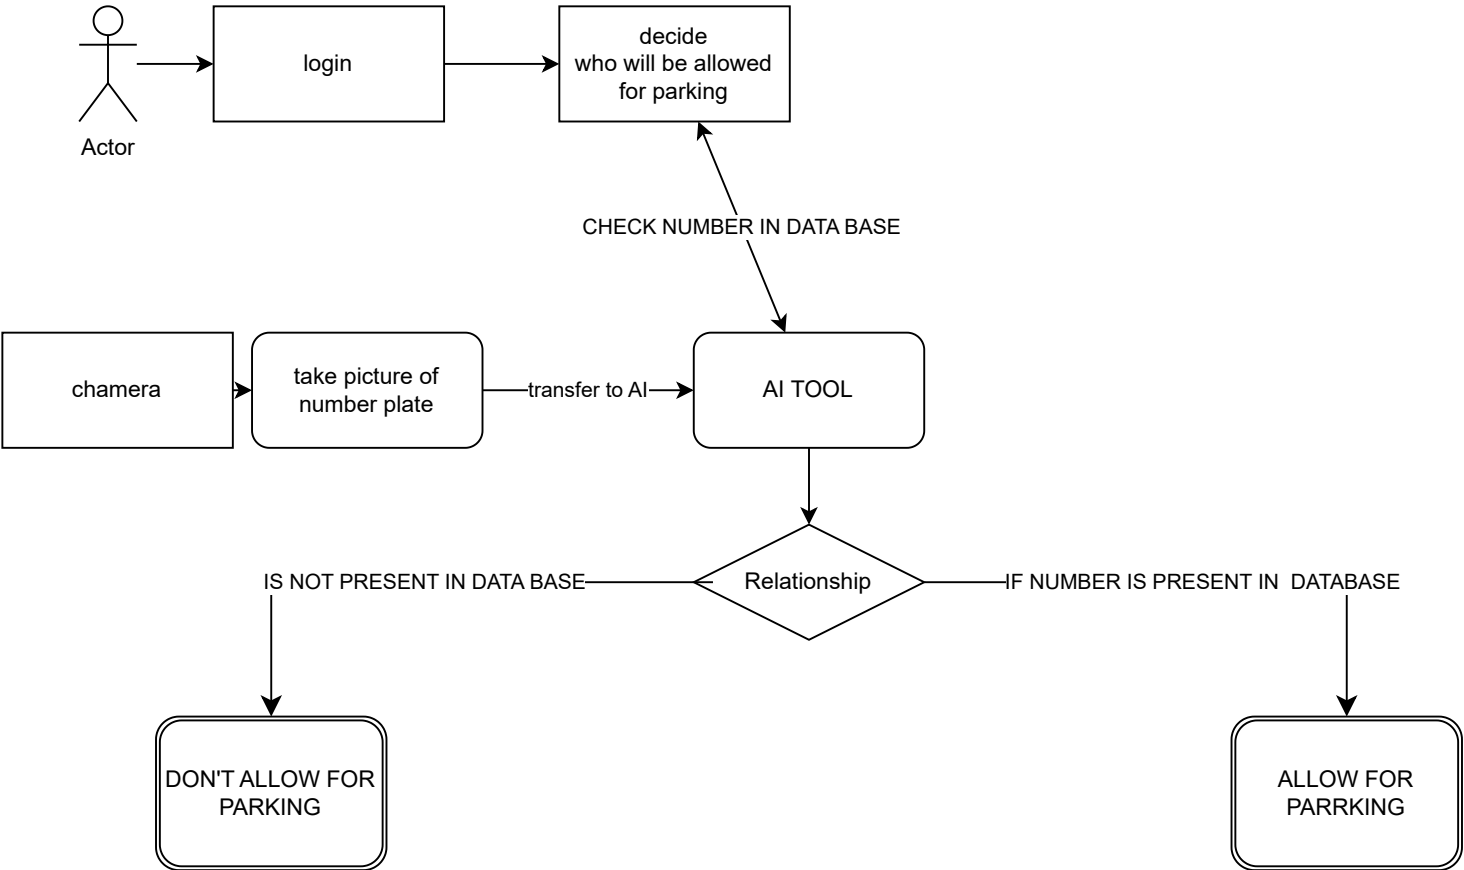 login
decide
who will be allowed
for parking
Actor
CHECK NUMBER IN DATA BASE
chamera
take picture of
number plate
transfer to AI
AI TOOL
IS NOT PRESENT IN DATA BASE
Relationship
IF NUMBER IS PRESENT IN  DATABASE
DON'T ALLOW FOR
PARKING
ALLOW FOR
PARRKING